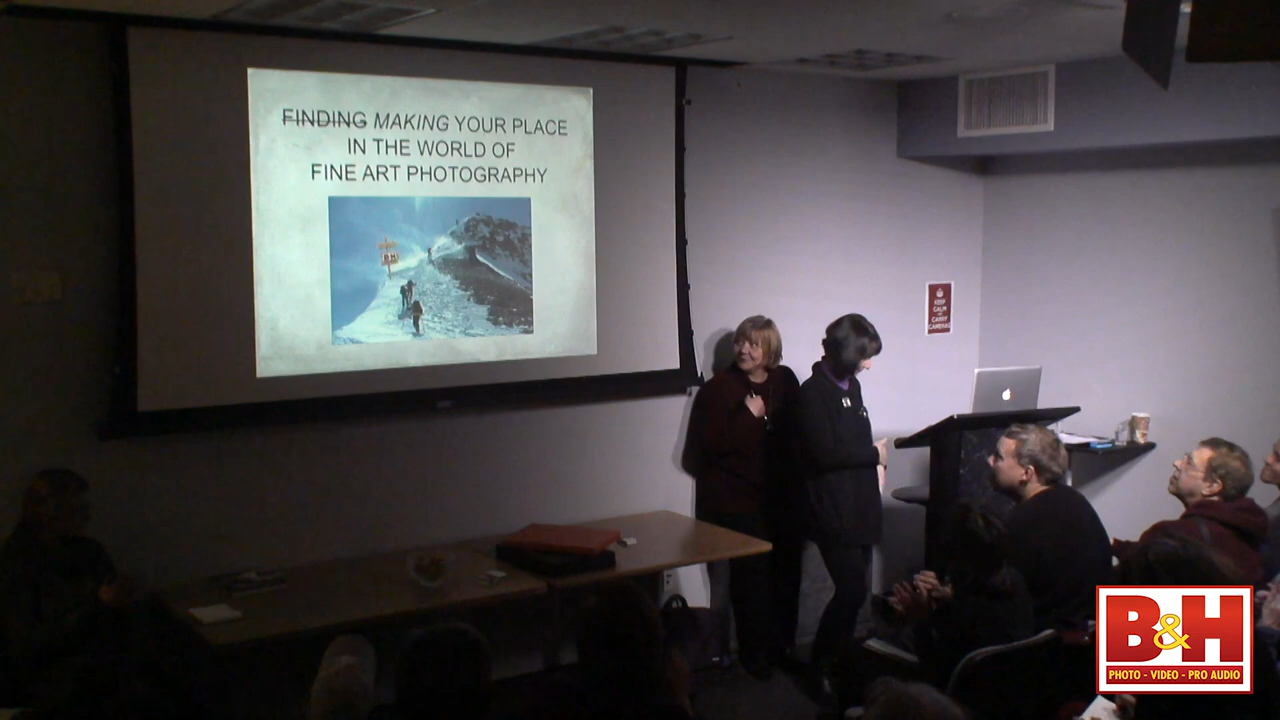 FINDING MAKING YOUR PLACE
IN THE WORLD OF
FINE ART PHOTOGRAPHY
KEEP
CALM
AND
CARRY
CAMERAS
B&H
PHOTO - VIDEO - PRO AUDIO